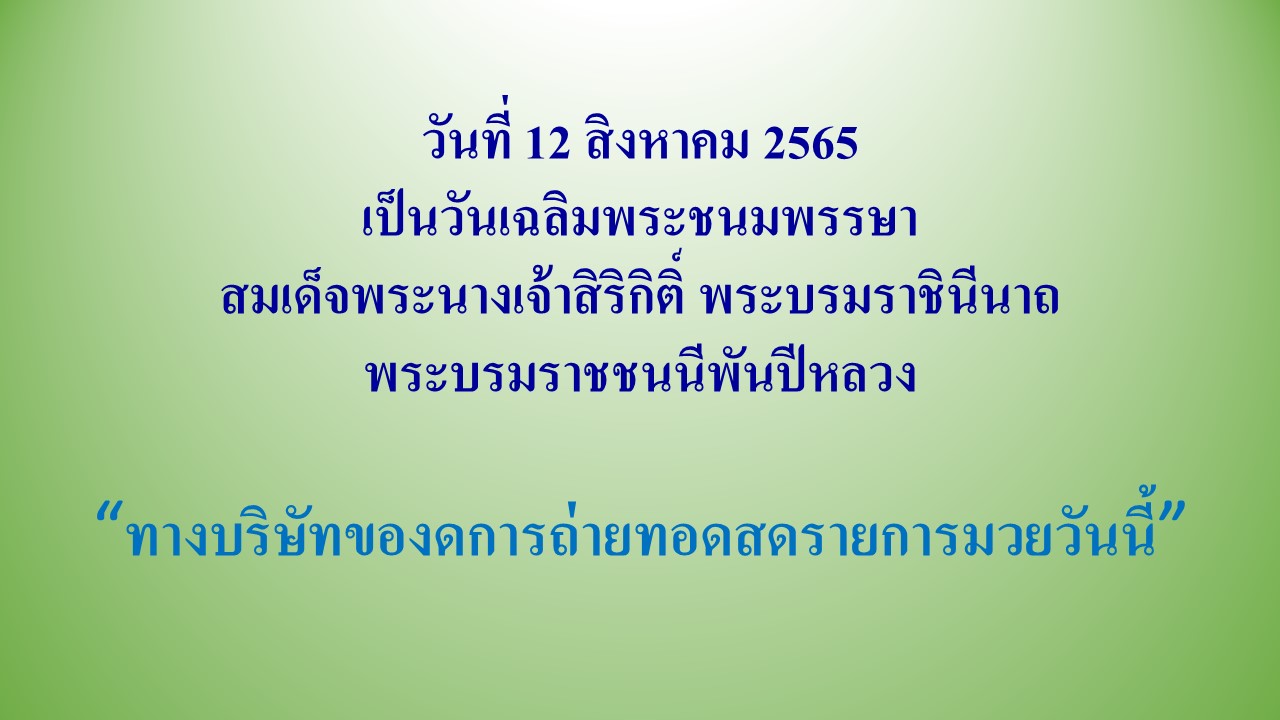 วันที่ 12 สิงหาคม 2565
เป็นวันเฉลิมพระชนมพรรษา
สมเด็จพระนางเจ้าสิริกิติ์ พระบรมราชินีนาถ
พระบรมราชชนนีพันปีหลวง
“ทางบริษัทของดการถ่ายทอดสดรายการมวยวันนี้”